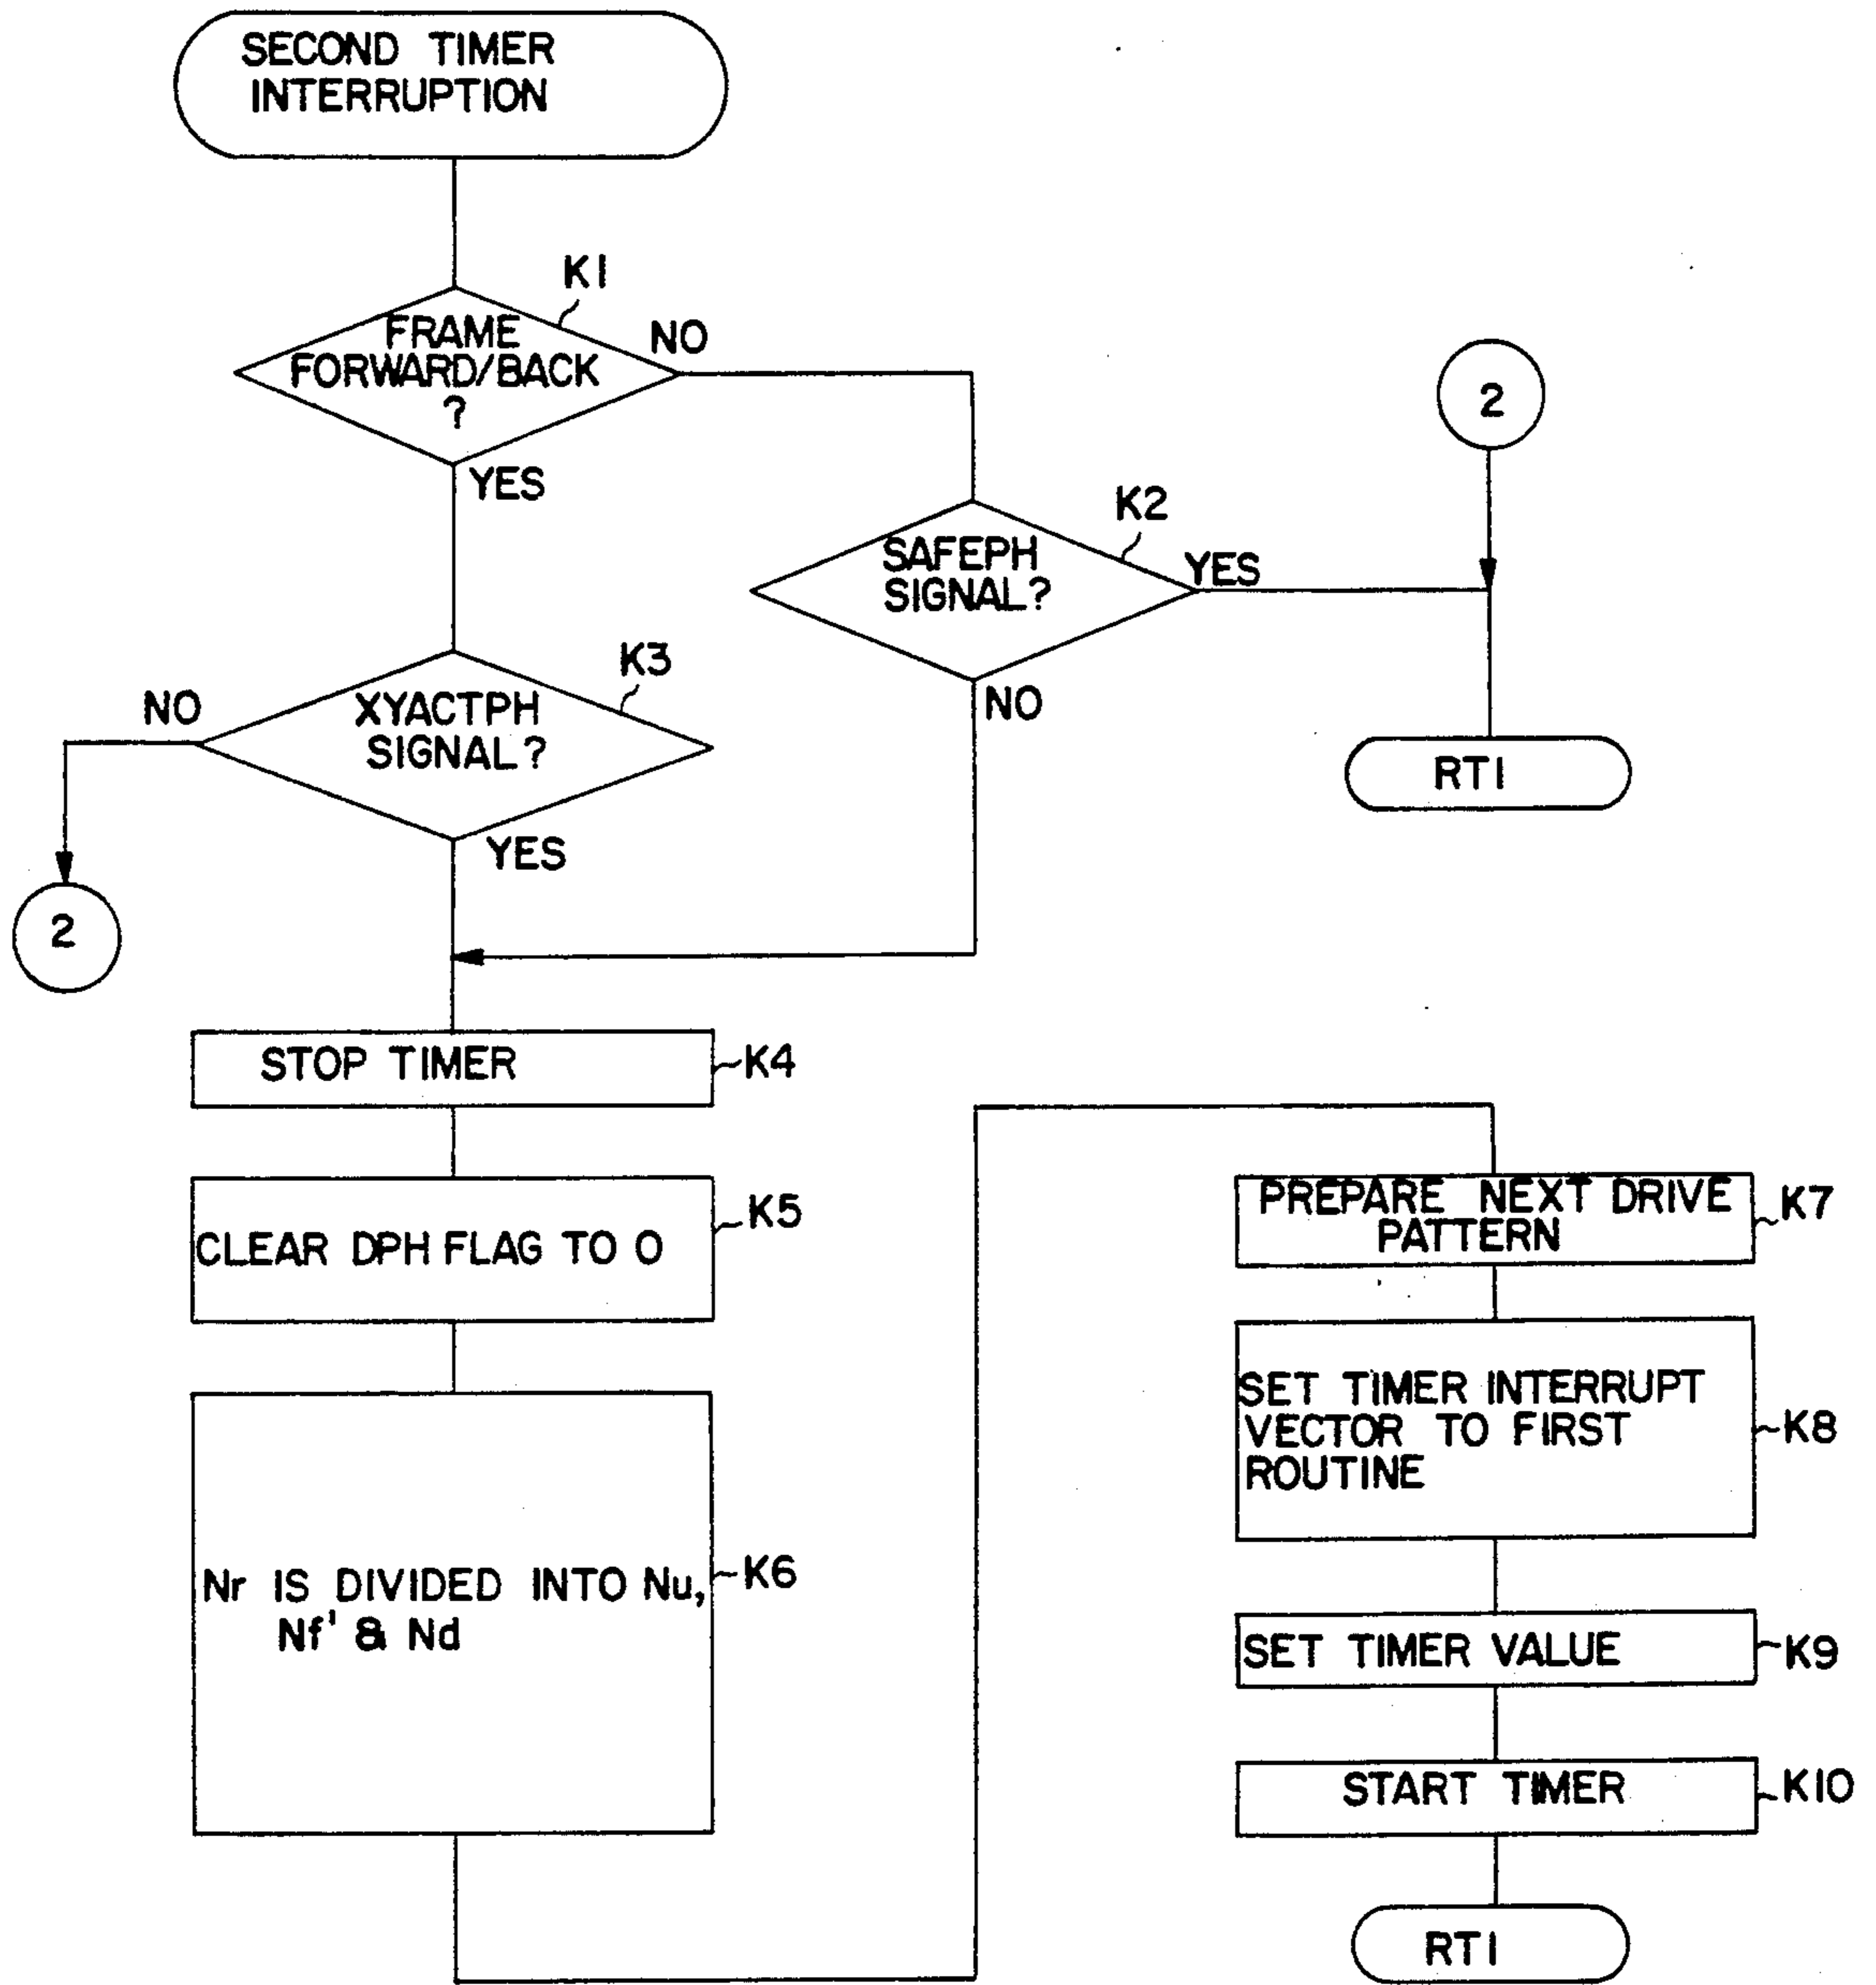 SECOND TIMER
INTERRUPTION
K1
FRAME
FORWARD/BACK
?
NO
YES
2
K2
SAFEPH
SIGNAL?
YES
NO
K3
XYACTPH
SIGNAL?
NO
YES
2
RTI
STOP TIMER
K4
CLEAR DPH FLAG TO 0
K5
Nr IS DIVIDED INTO Nu,
Nf' & Nd
K6
PREPARE NEXT DRIVE
PATTERN
K7
SET TIMER INTERRUPT
VECTOR TO FIRST
ROUTINE
K8
SET TIMER VALUE
K9
START TIMER
K10
RTI